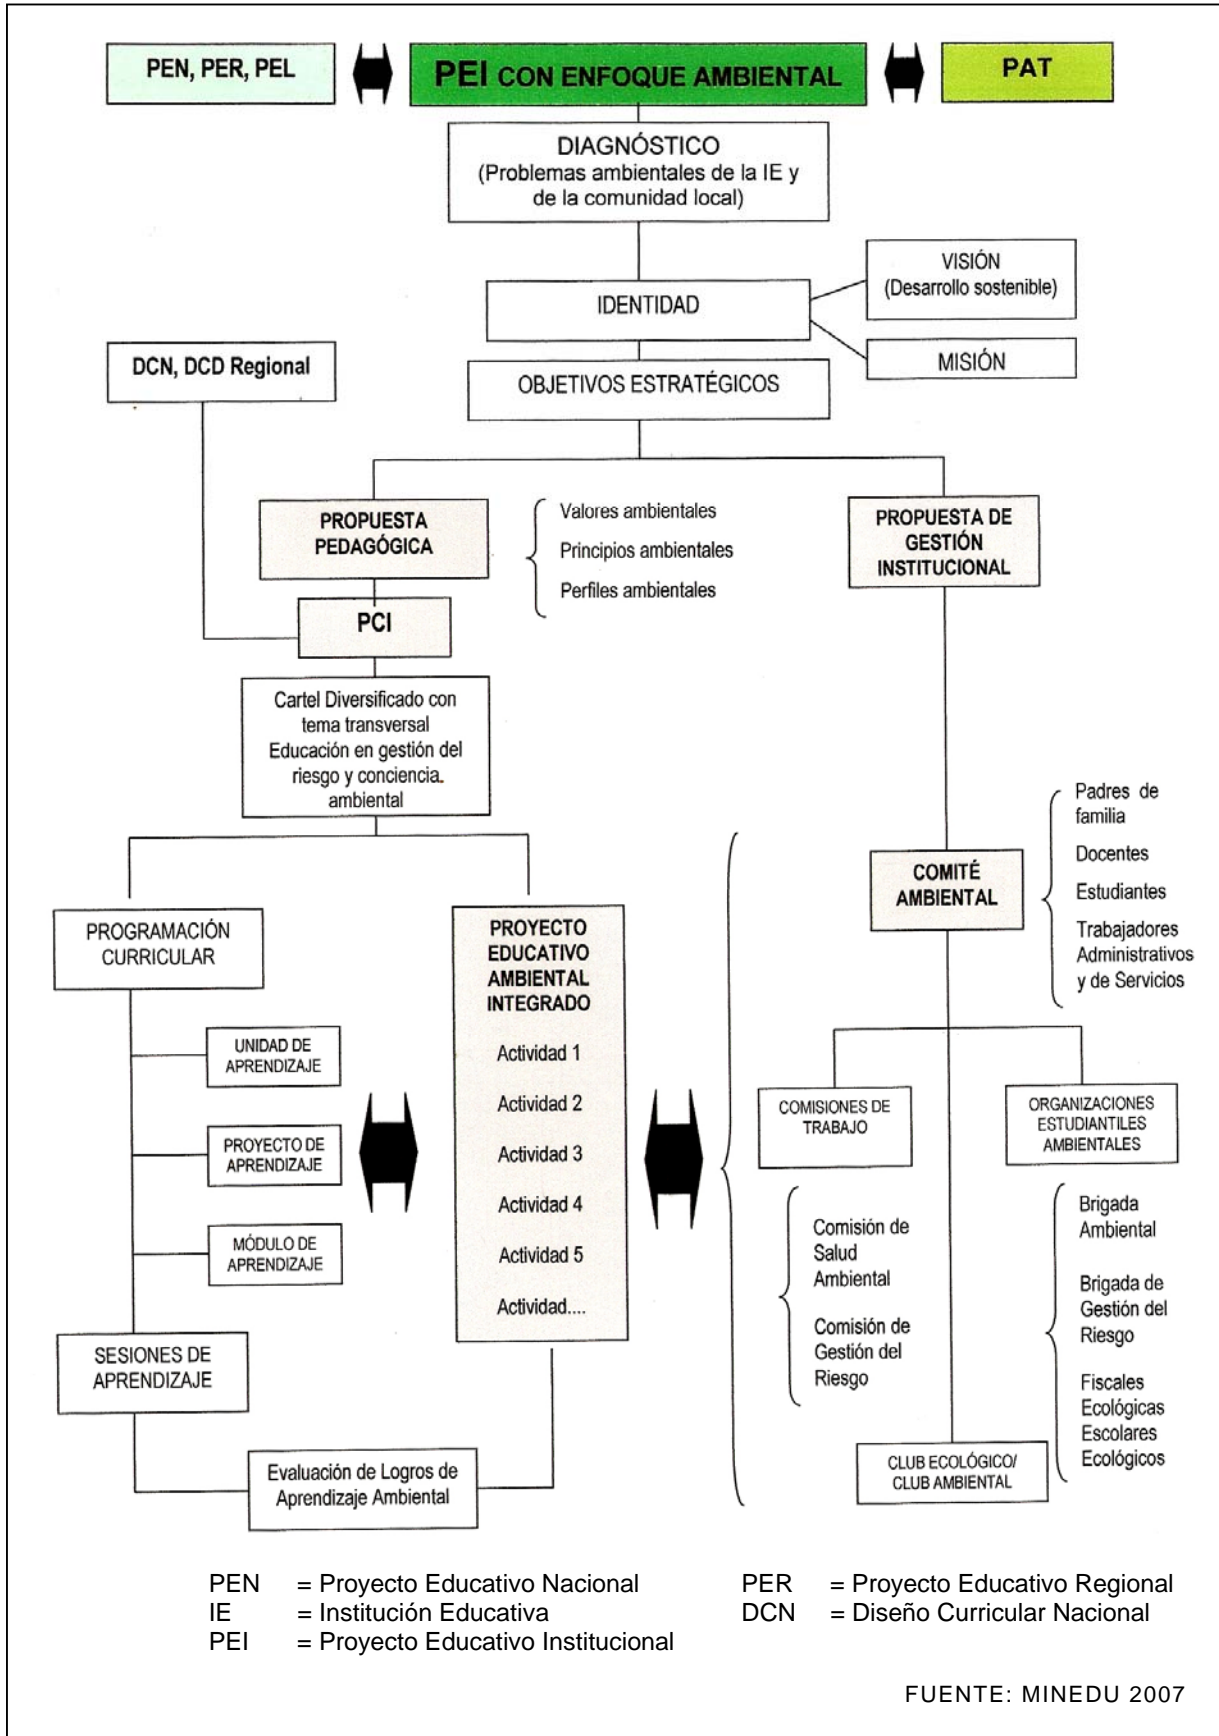 PEN, PER, PEL
PEI CON ENFOQUE AMBIENTAL
PAT
DIAGNÓSTICO
(Problemas ambientales de la IE y
de la comunidad local)
IDENTIDAD
VISIÓN
(Desarrollo sostenible)
MISIÓN
DCN, DCD Regional
OBJETIVOS ESTRATÉGICOS
PROPUESTA
PEDAGÓGICA
Valores ambientales
Principios ambientales
Perfiles ambientales
PROPUESTA DE
GESTIÓN
INSTITUCIONAL
PCI
Cartel Diversificado con
tema transversal
Educación en gestión del
riesgo y conciencia
ambiental
COMITÉ
AMBIENTAL
Padres de
familia
Docentes
Estudiantes
Trabajadores
Administrativos
y de Servicios
PROGRAMACIÓN
CURRICULAR
UNIDAD DE
APRENDIZAJE
PROYECTO DE
APRENDIZAJE
MÓDULO DE
APRENDIZAJE
SESIONES DE
APRENDIZAJE
PROYECTO
EDUCATIVO
AMBIENTAL
INTEGRADO
Actividad 1
Actividad 2
Actividad 3
Actividad 4
Actividad 5
Actividad....
COMISIONES DE
TRABAJO
ORGANIZACIONES
ESTUDIANTILES
AMBIENTALES
Comisión de
Salud
Ambiental
Comisión de
Gestión del
Riesgo
Brigada
Ambiental
Brigada de
Gestión del
Riesgo
Fiscales
Ecológicas
Escolares
Ecológicos
CLUB ECOLÓGICO/
CLUB AMBIENTAL
Evaluación de Logros de
Aprendizaje Ambiental
PEN = Proyecto Educativo Nacional
PER = Proyecto Educativo Regional
IE = Institución Educativa
DCN = Diseño Curricular Nacional
PEI = Proyecto Educativo Institucional
FUENTE: MINEDU 2007